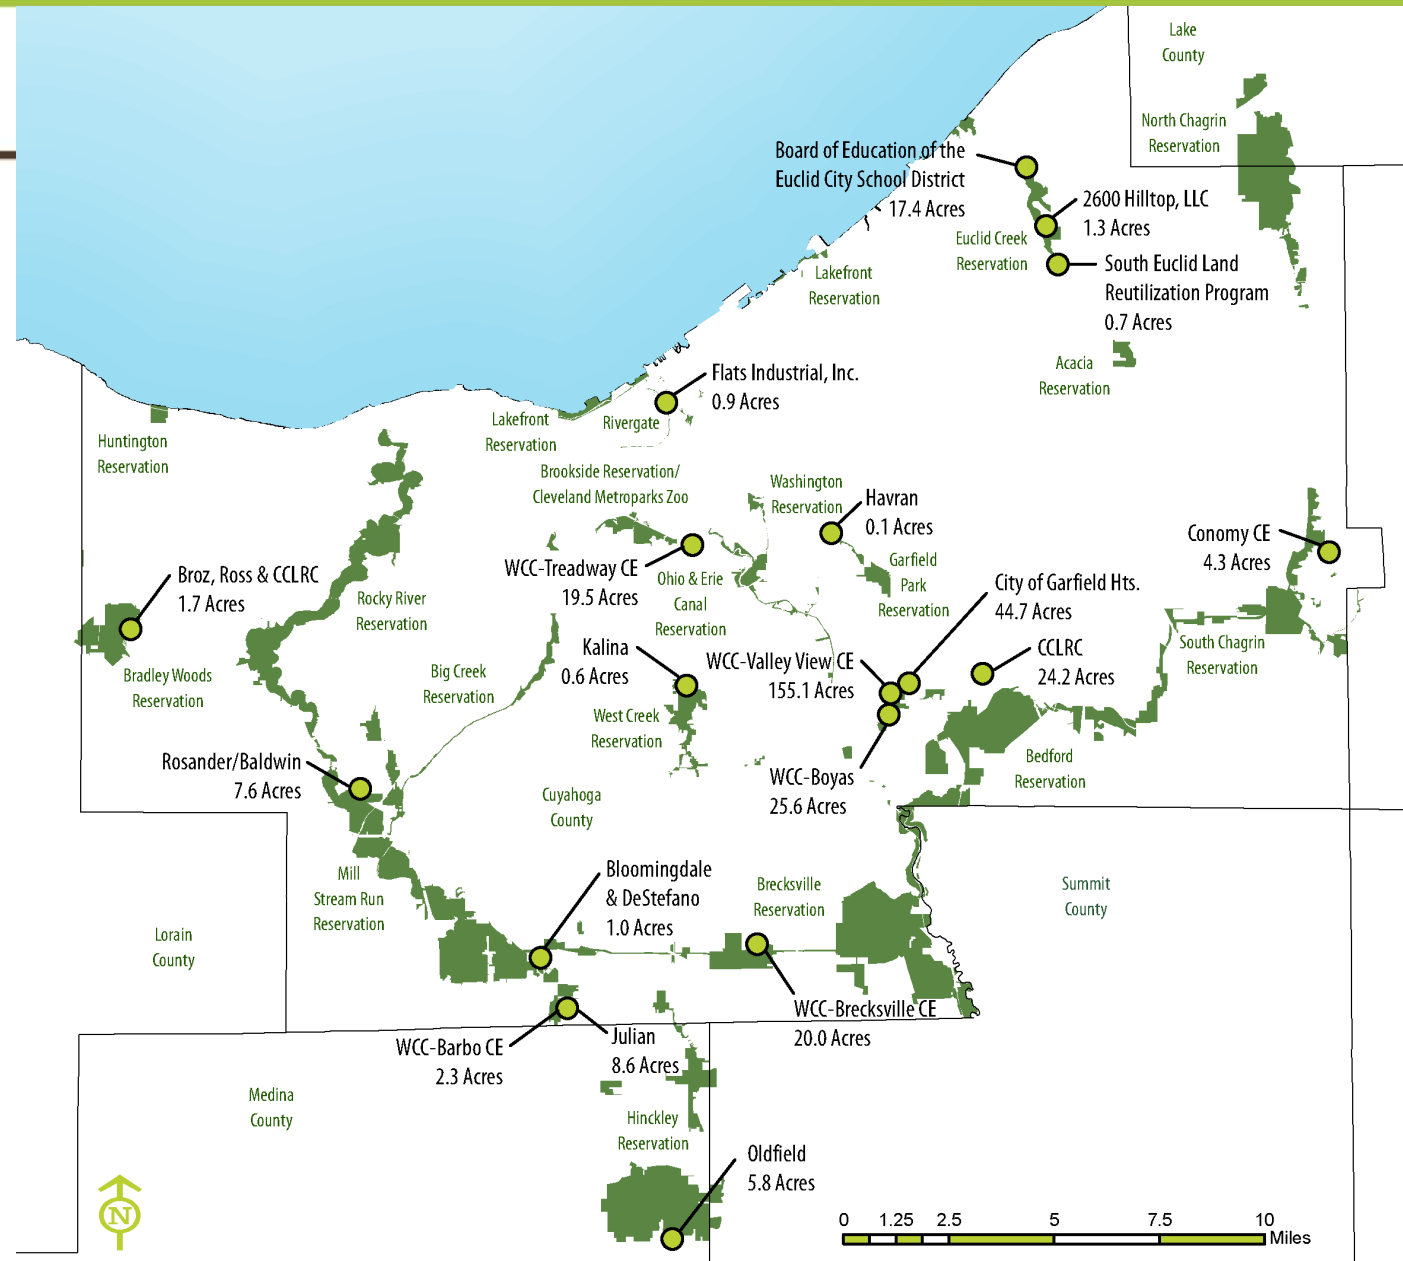 Lake
County
North Chagrin
Reservation
Board of Education of the
Euclid City School District
17.4 Acres
2600 Hilltop, LLC
1.3 Acres
Euclid Creek
Reservation
South Euclid Land
Reutilization Program
0.7 Acres
Lakefront
Reservation
Acacia
Reservation
Flats Industrial, Inc.
0.9 Acres
Lakefront
Reservation
Rivergate
Huntington
Reservation
Brookside Reservation/
Cleveland Metroparks Zoo
Washington
Reservation
Havran
0.1 Acres
Conomy CE
4.3 Acres
WCC-Treadway CE
19.5 Acres
Ohio & Erie
Canal
Reservation
Garfield
Park
Reservation
City of Garfield Hts.
44.7 Acres
Broz, Ross & CCLRC
1.7 Acres
Rocky River
Reservation
Kalina
0.6 Acres
WCC-Valley View CE
155.1 Acres
CCLRC
24.2 Acres
South Chagrin
Reservation
Bradley Woods
Reservation
Big Creek
Reservation
West Creek
Reservation
Rosander/Baldwin
7.6 Acres
WCC-Boyas
25.6 Acres
Bedford
Reservation
Cuyahoga
County
Mill
Stream Run
Reservation
Bloomingdale
& DeStefano
1.0 Acres
Brecksville
Reservation
Summit
County
Lorain
County
WCC-Brecksville CE
20.0 Acres
WCC-Barbo CE
2.3 Acres
Julian
8.6 Acres
Medina
County
Hinckley
Reservation
Oldfield
5.8 Acres
N
0 1.25 2.5 5 7.5 10
Miles